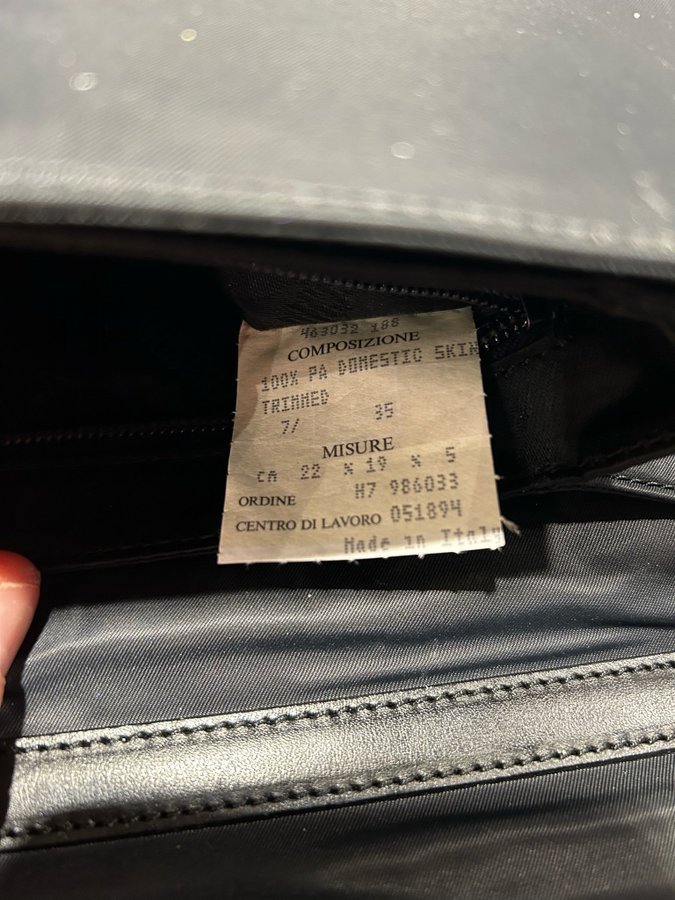 463032 188
COMPOSIZIONE
100% PA DOMESTIC SKIN
TRIMMED
7/ 35
MISURE
CA 22 X 19 X 5
ORDINE H7 986033
CENTRO DI LAVORO 051894
Made in Italy